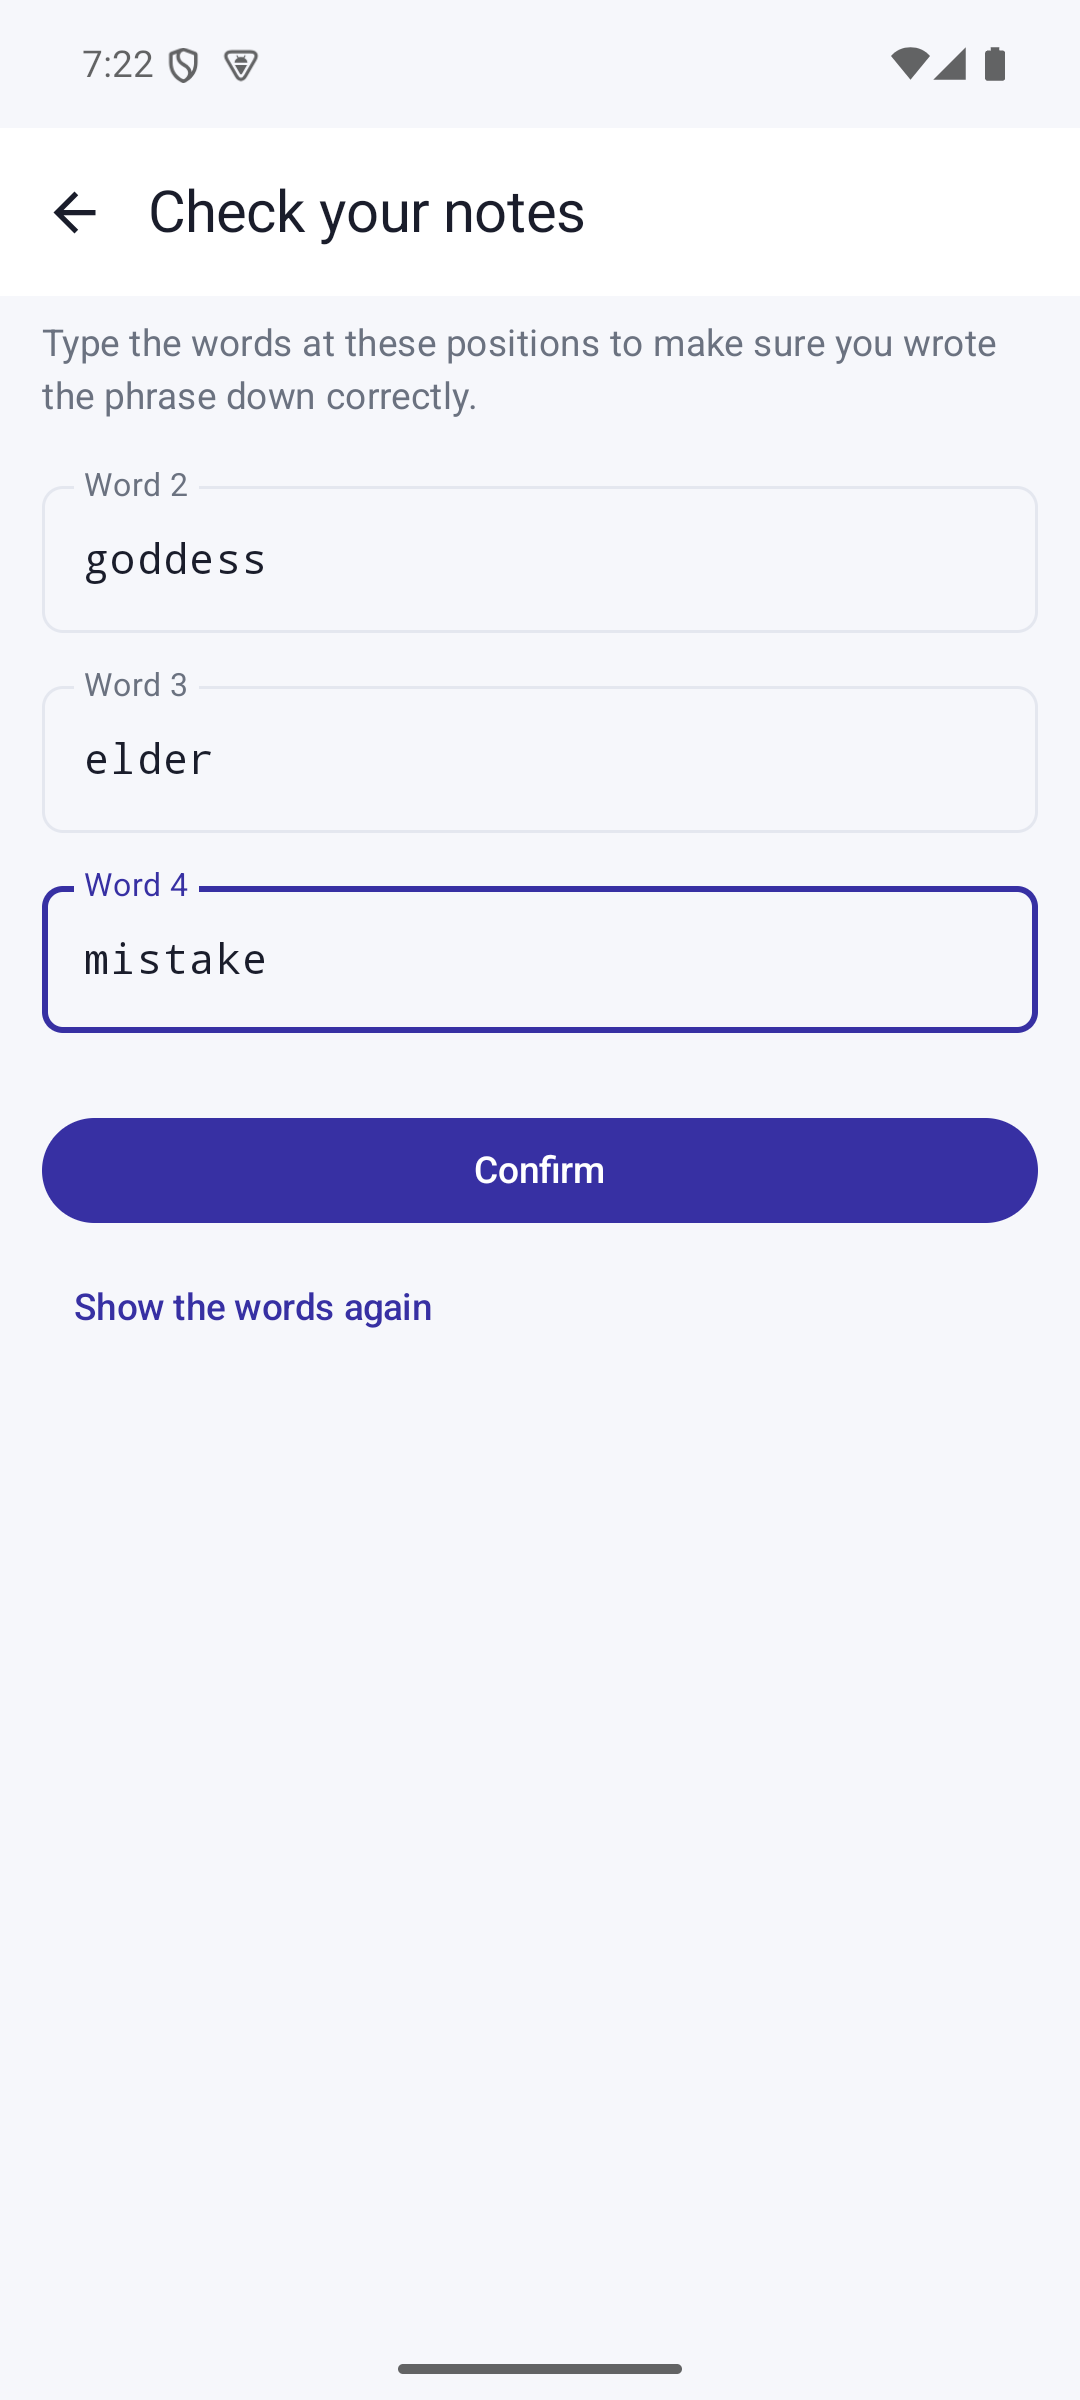 7:22
Check your notes
Type the words at these positions to make sure you wrote
the phrase down correctly.
Word 2
goddess
Word 3
elder
Word 4
mistake
Confirm
Show the words again